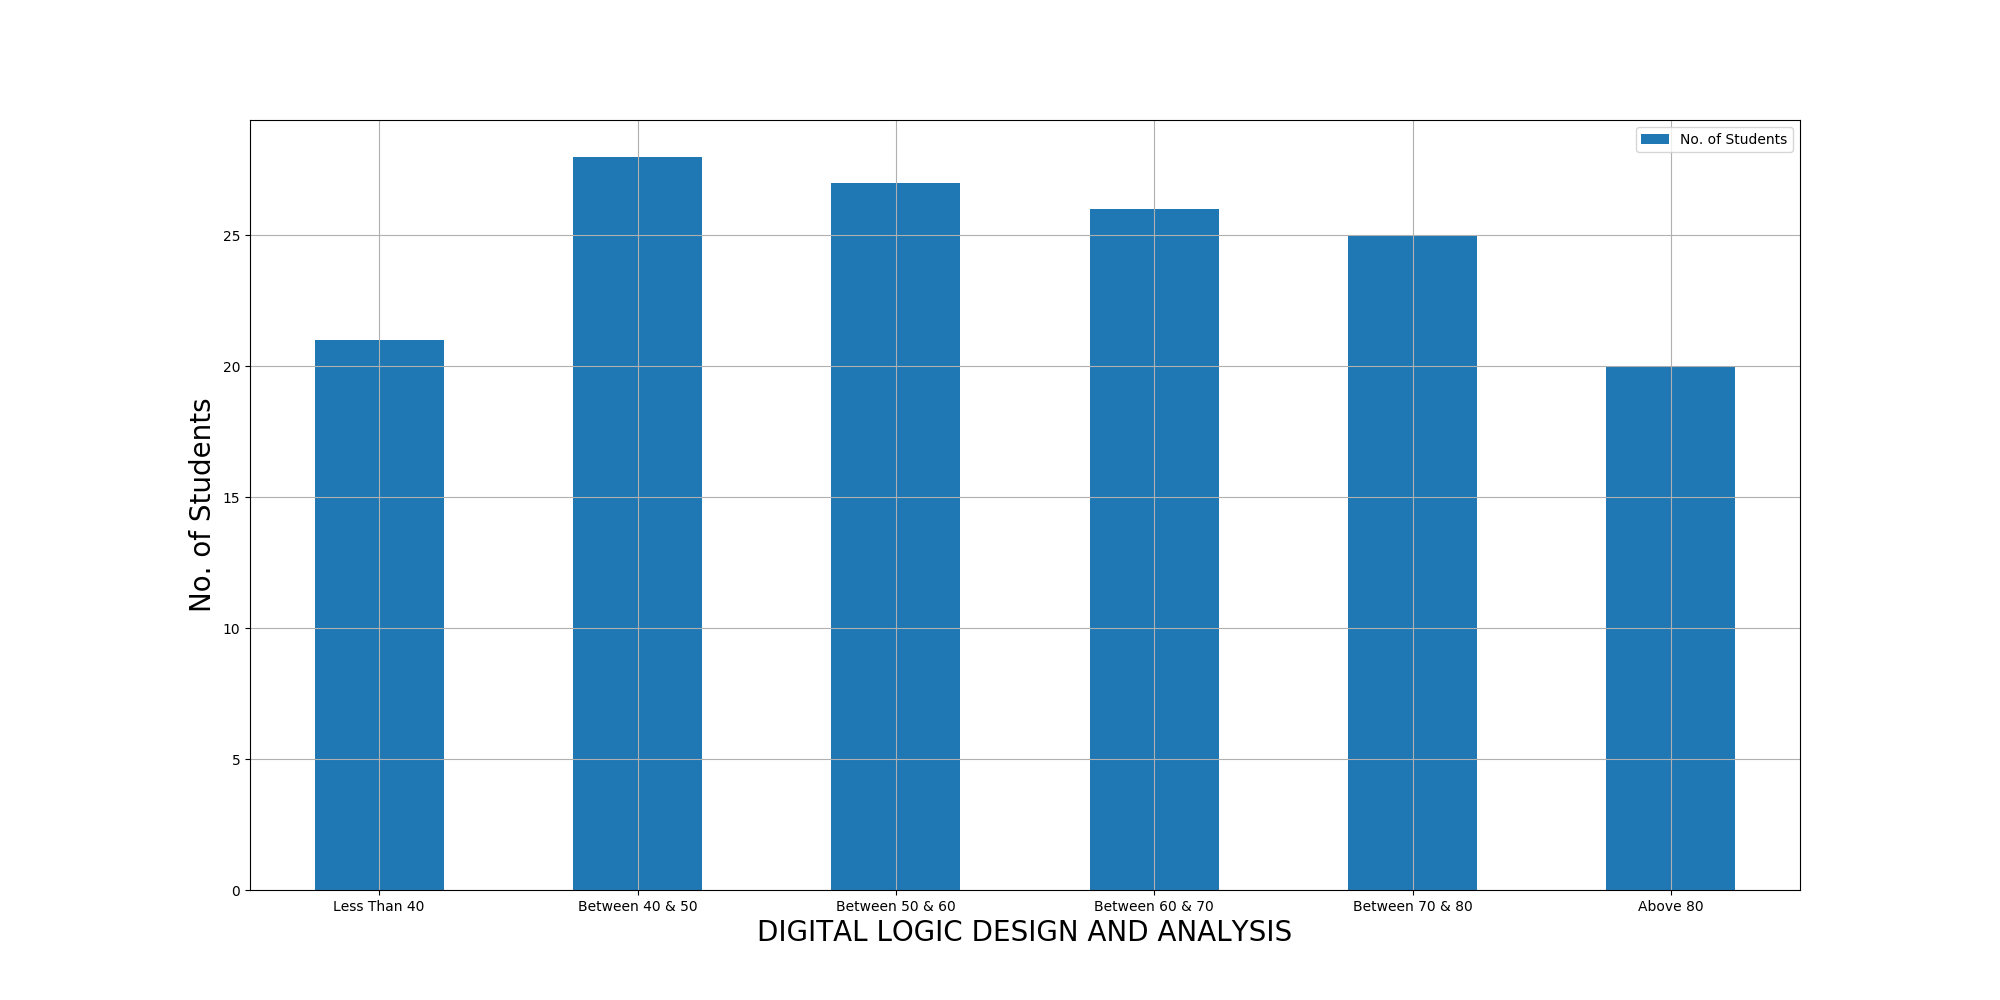 No. of Students
25
20
15
10
5
0
No. of Students
Less Than 40
Between 40 & 50
Between 50 & 60
Between 60 & 70
Between 70 & 80
Above 80
DIGITAL LOGIC DESIGN AND ANALYSIS